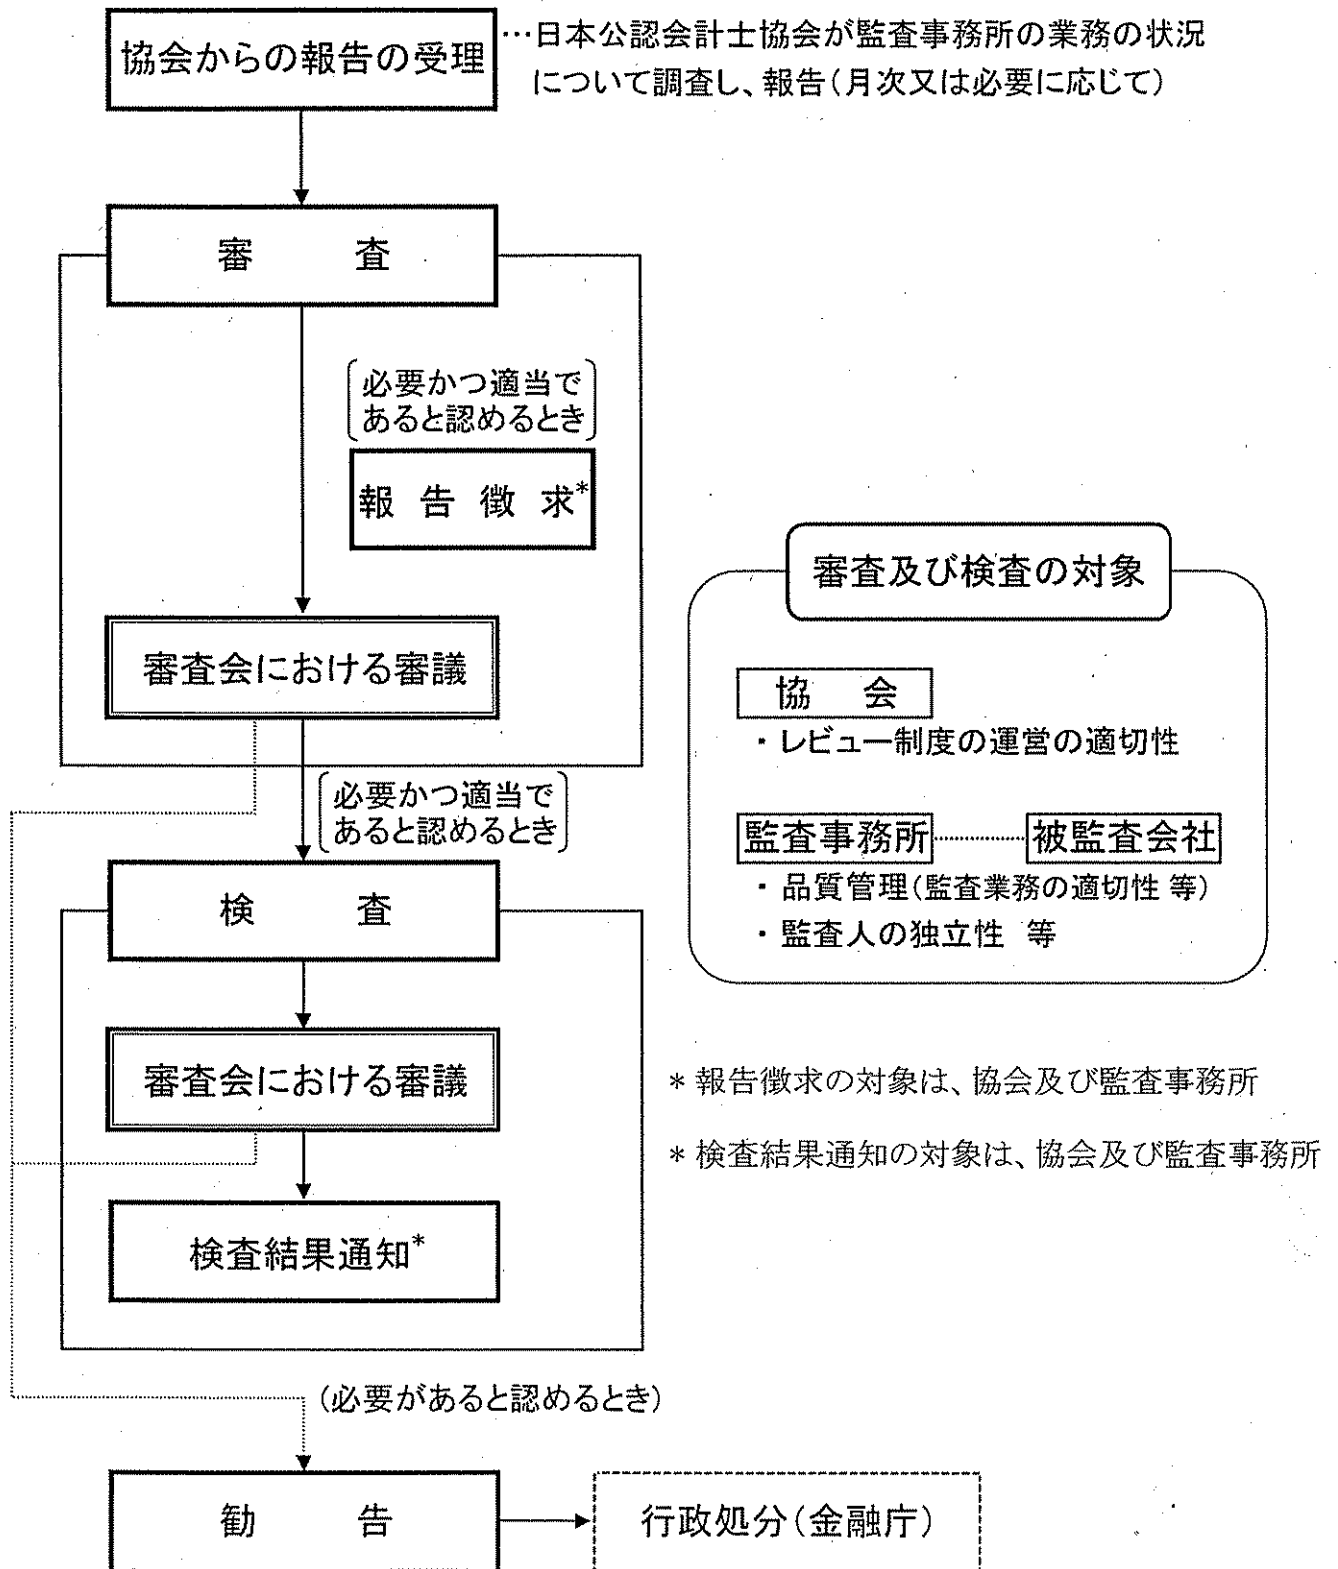 協会からの報告の受理
…日本公認会計士協会が監査事務所の業務の状況
について調査し、報告(月次又は必要に応じて)
審 査
必要かつ適当で
あると認めるとき
報 告 徴 求*
審査会における審議
必要かつ適当で
あると認めるとき
検 査
審査会における審議
検査結果通知*
審査及び検査の対象
協 会
・レビュー制度の運営の適切性
監査事務所 被監査会社
・品質管理(監査業務の適切性 等)
・監査人の独立性 等
*報告徴求の対象は、協会及び監査事務所
*検査結果通知の対象は、協会及び監査事務所
(必要があると認めるとき)
勧 告
行政処分(金融庁)